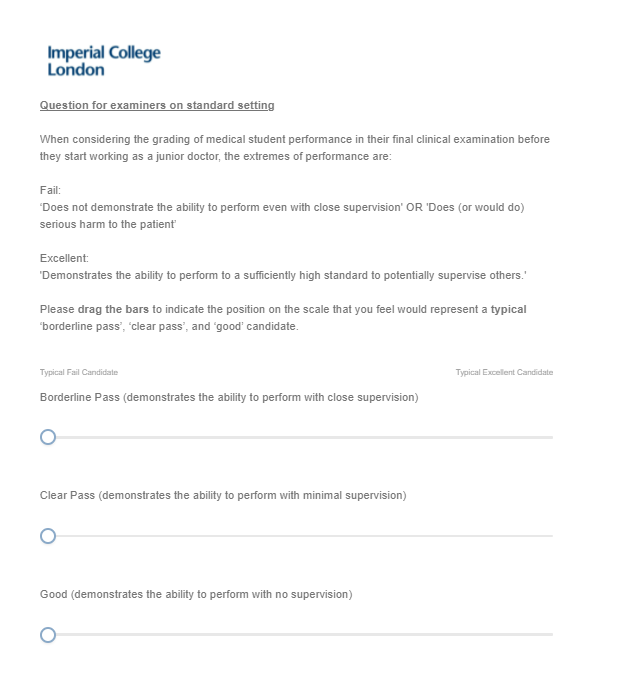 Imperial College
London
Question for examiners on standard setting
When considering the grading of medical student performance in their final clinical examination before
they start working as a junior doctor, the extremes of performance are:
Fail:
'Does not demonstrate the ability to perform even with close supervision' OR 'Does (or would do)
serious harm to the patient'
Excellent:
'Demonstrates the ability to perform to a sufficiently high standard to potentially supervise others.'
Please drag the bars to indicate the position on the scale that you feel would represent a typical
'borderline pass', 'clear pass', and 'good' candidate.
Typical Fail Candidate Typical Excellent Candidate
Borderline Pass (demonstrates the ability to perform with close supervision)
Clear Pass (demonstrates the ability to perform with minimal supervision)
Good (demonstrates the ability to perform with no supervision)